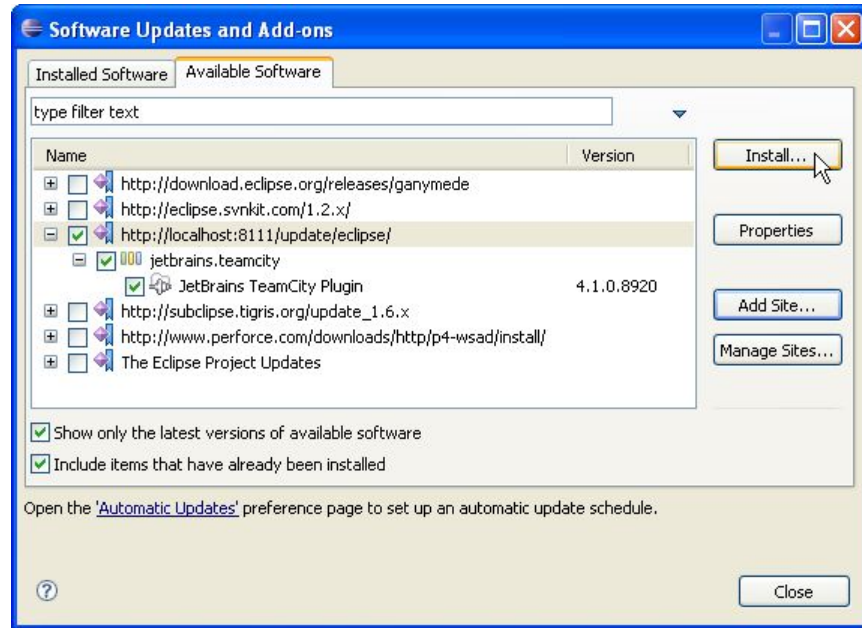 Software Updates and Add-ons
Installed Software Available Software
type filter text
Name Version
http://download.eclipse.org/releases/ganymede
http://eclipse.svnkit.com/1.2.x/
http://localhost:8111/update/eclipse/
jetbrains.teamcity
JetBrains TeamCity Plugin 4.1.0.8920
http://subclipse.tigris.org/update_1.6.x
http://www.perforce.com/downloads/http/p4-wsad/install/
The Eclipse Project Updates
Install...
Properties
Add Site...
Manage Sites...
Show only the latest versions of available software
Include items that have already been installed
Open the 'Automatic Updates' preference page to set up an automatic update schedule.
?
Close